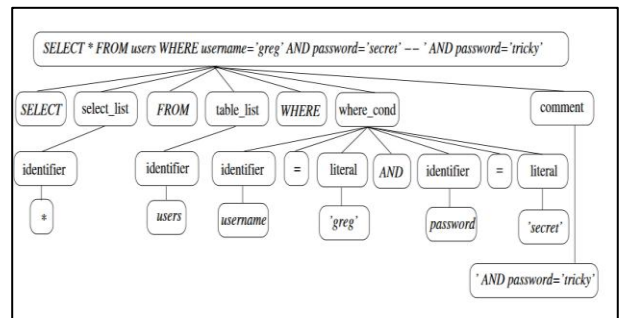 SELECT * FROM users WHERE username='greg' AND password='secret' -- ' AND password='tricky'
SELECT select_list FROM table_list WHERE where_cond comment
identifier identifier identifier = literal AND identifier = literal
* users username 'greg' password 'secret'
' AND password='tricky'